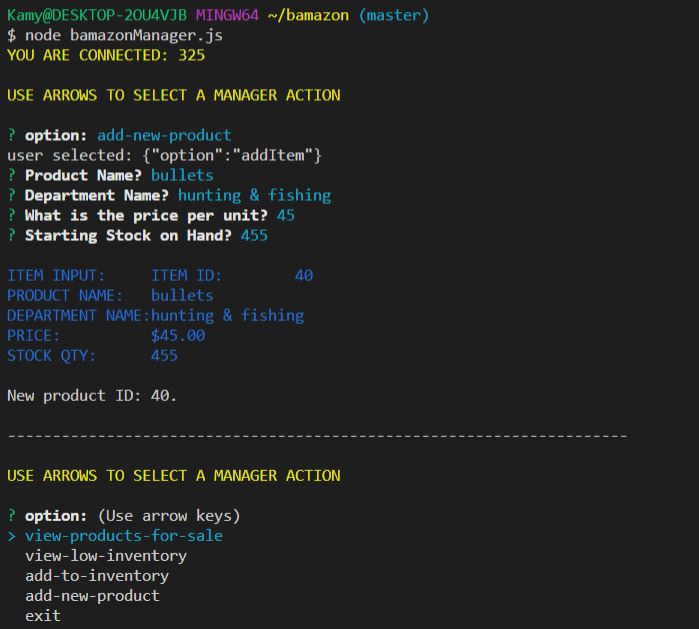 Kamy@DESKTOP-2OU4VJB MINGW64 ~/bamazon (master)
$ node bamazonManager.js
YOU ARE CONNECTED: 325
USE ARROWS TO SELECT A MANAGER ACTION
? option: add-new-product
user selected: {"option":"addItem"}
? Product Name? bullets
? Department Name? hunting & fishing
? What is the price per unit? 45
? Starting Stock on Hand? 455
ITEM INPUT:     ITEM ID:        40
PRODUCT NAME:   bullets
DEPARTMENT NAME:hunting & fishing
PRICE:          $45.00
STOCK QTY:      455
New product ID: 40.
---------------------------------------------------------------------
USE ARROWS TO SELECT A MANAGER ACTION
? option: (Use arrow keys)
> view-products-for-sale
  view-low-inventory
  add-to-inventory
  add-new-product
  exit